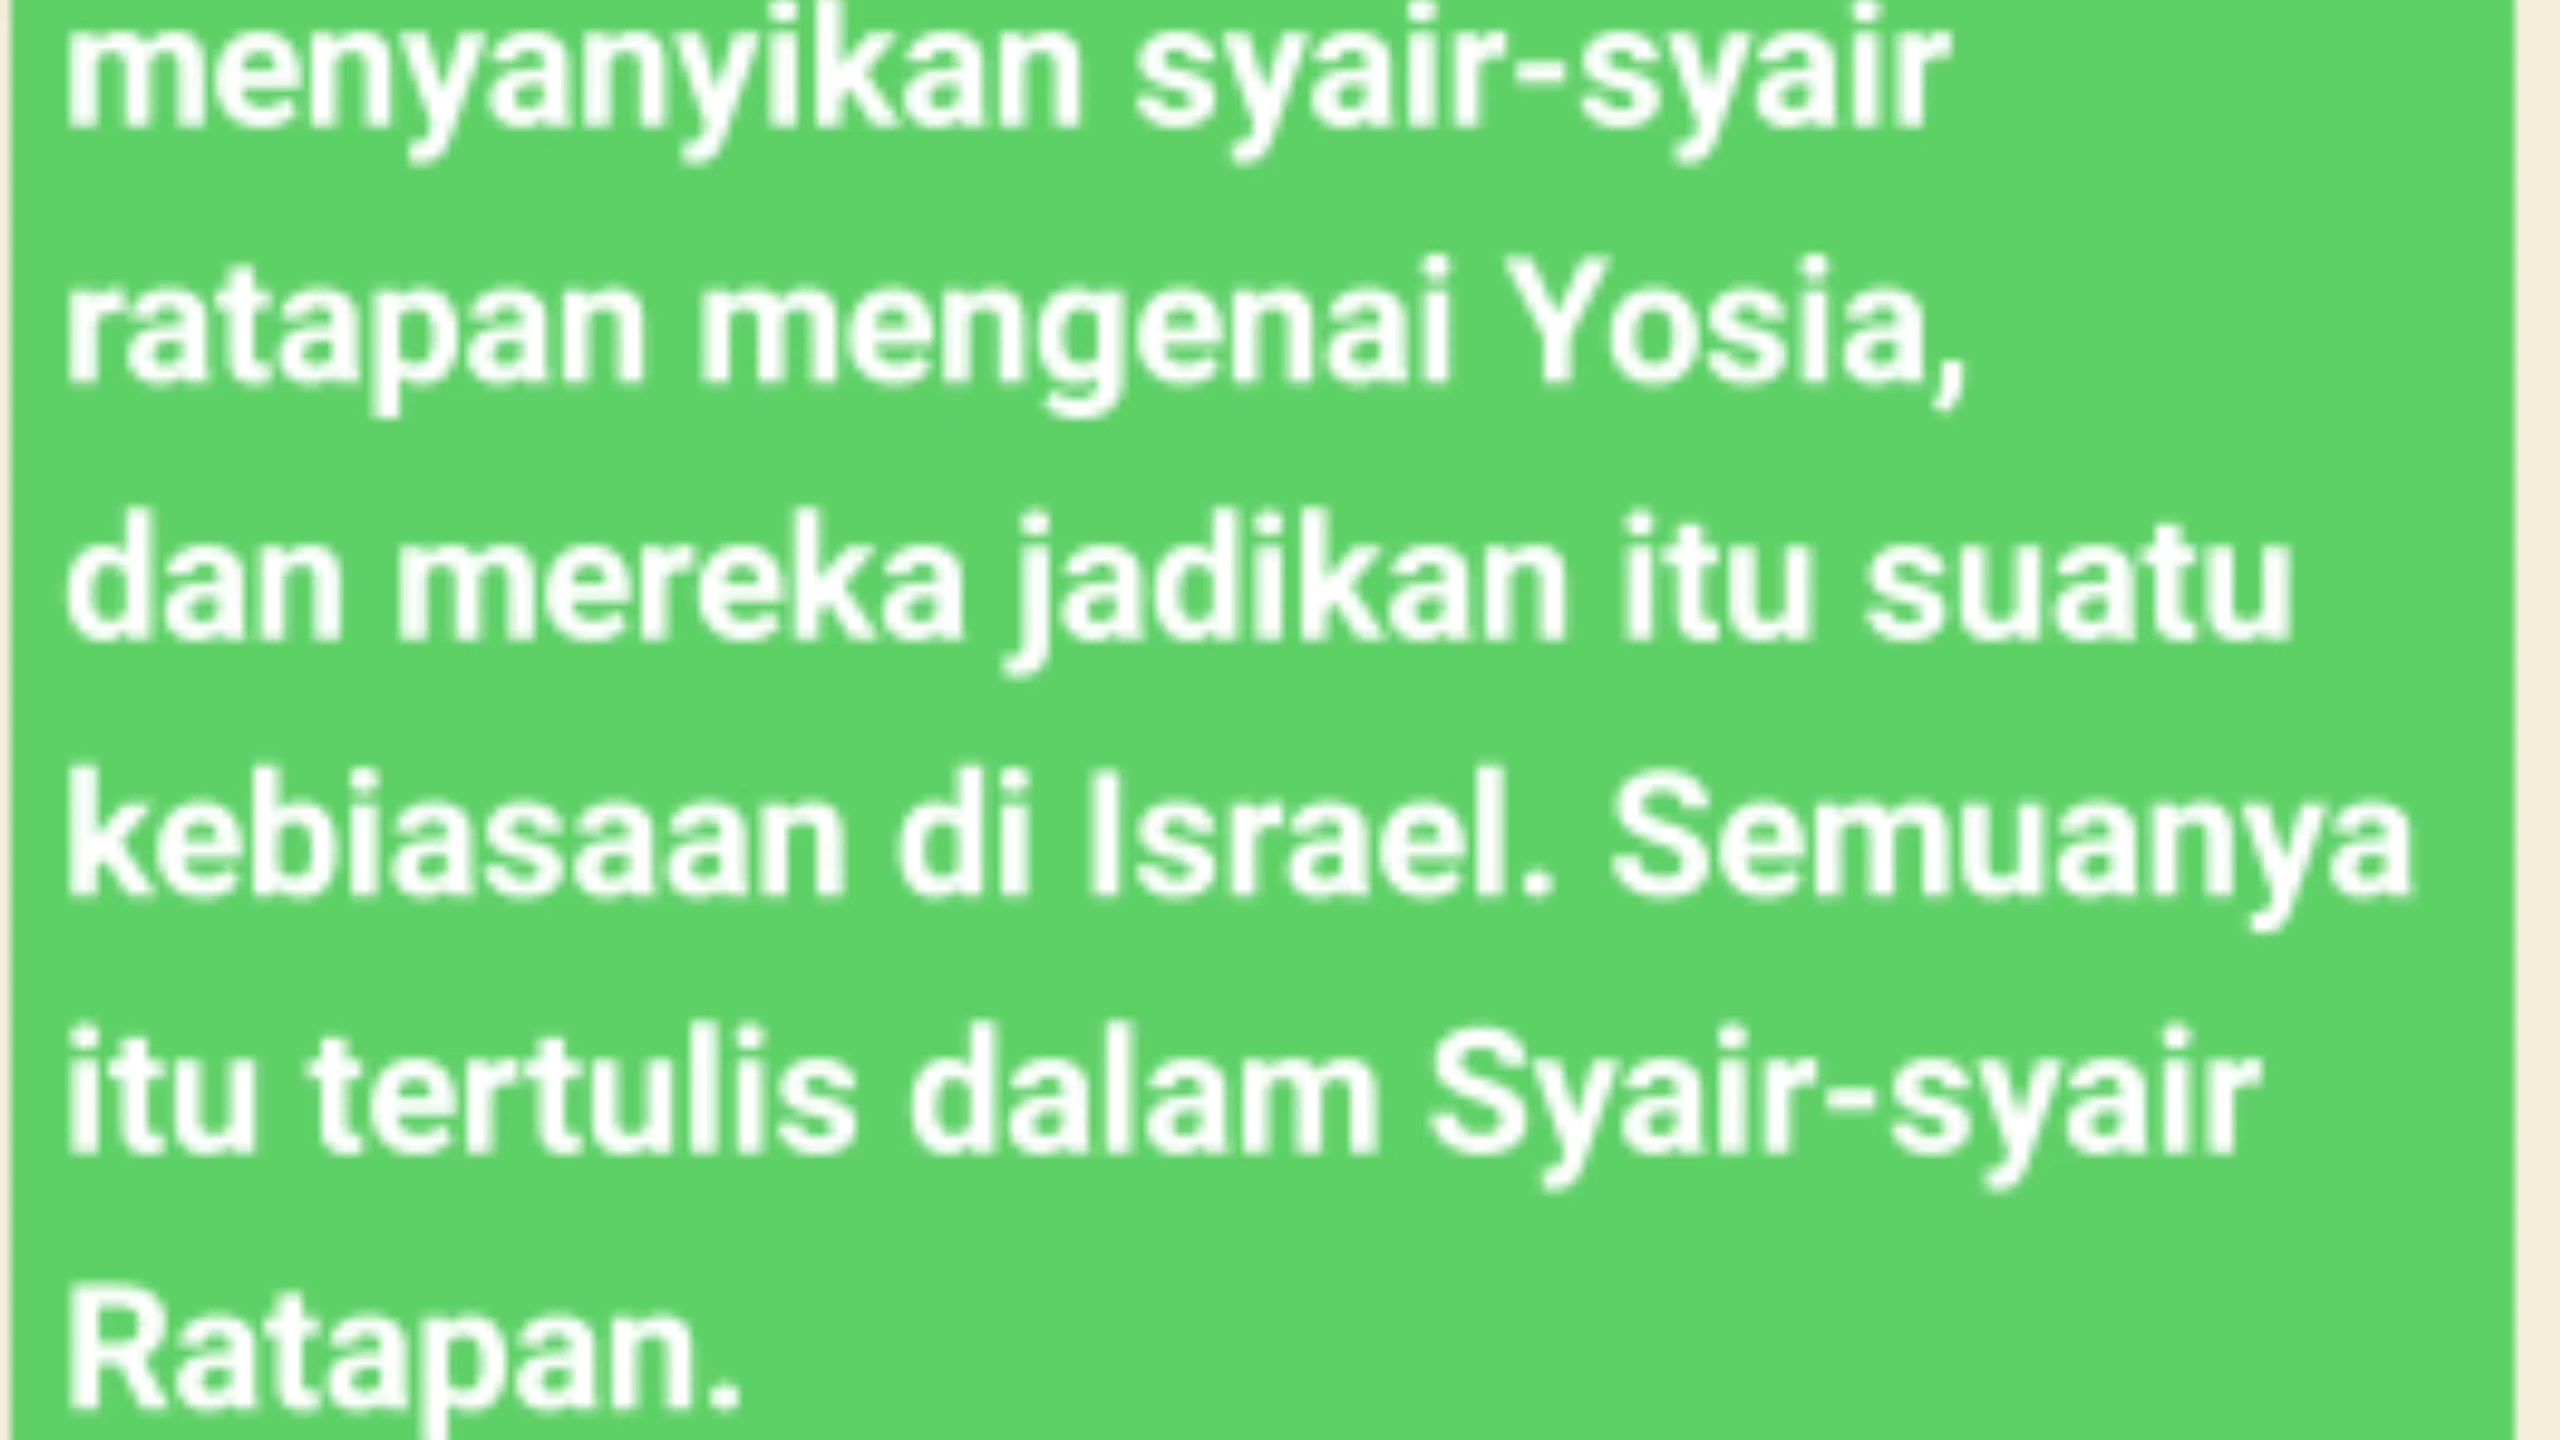 menyanyikan syair-syair
ratapan mengenai Yosia,
dan mereka jadikan itu suatu
kebiasaan di Israel. Semuanya
itu tertulis dalam Syair-syair
Ratapan.